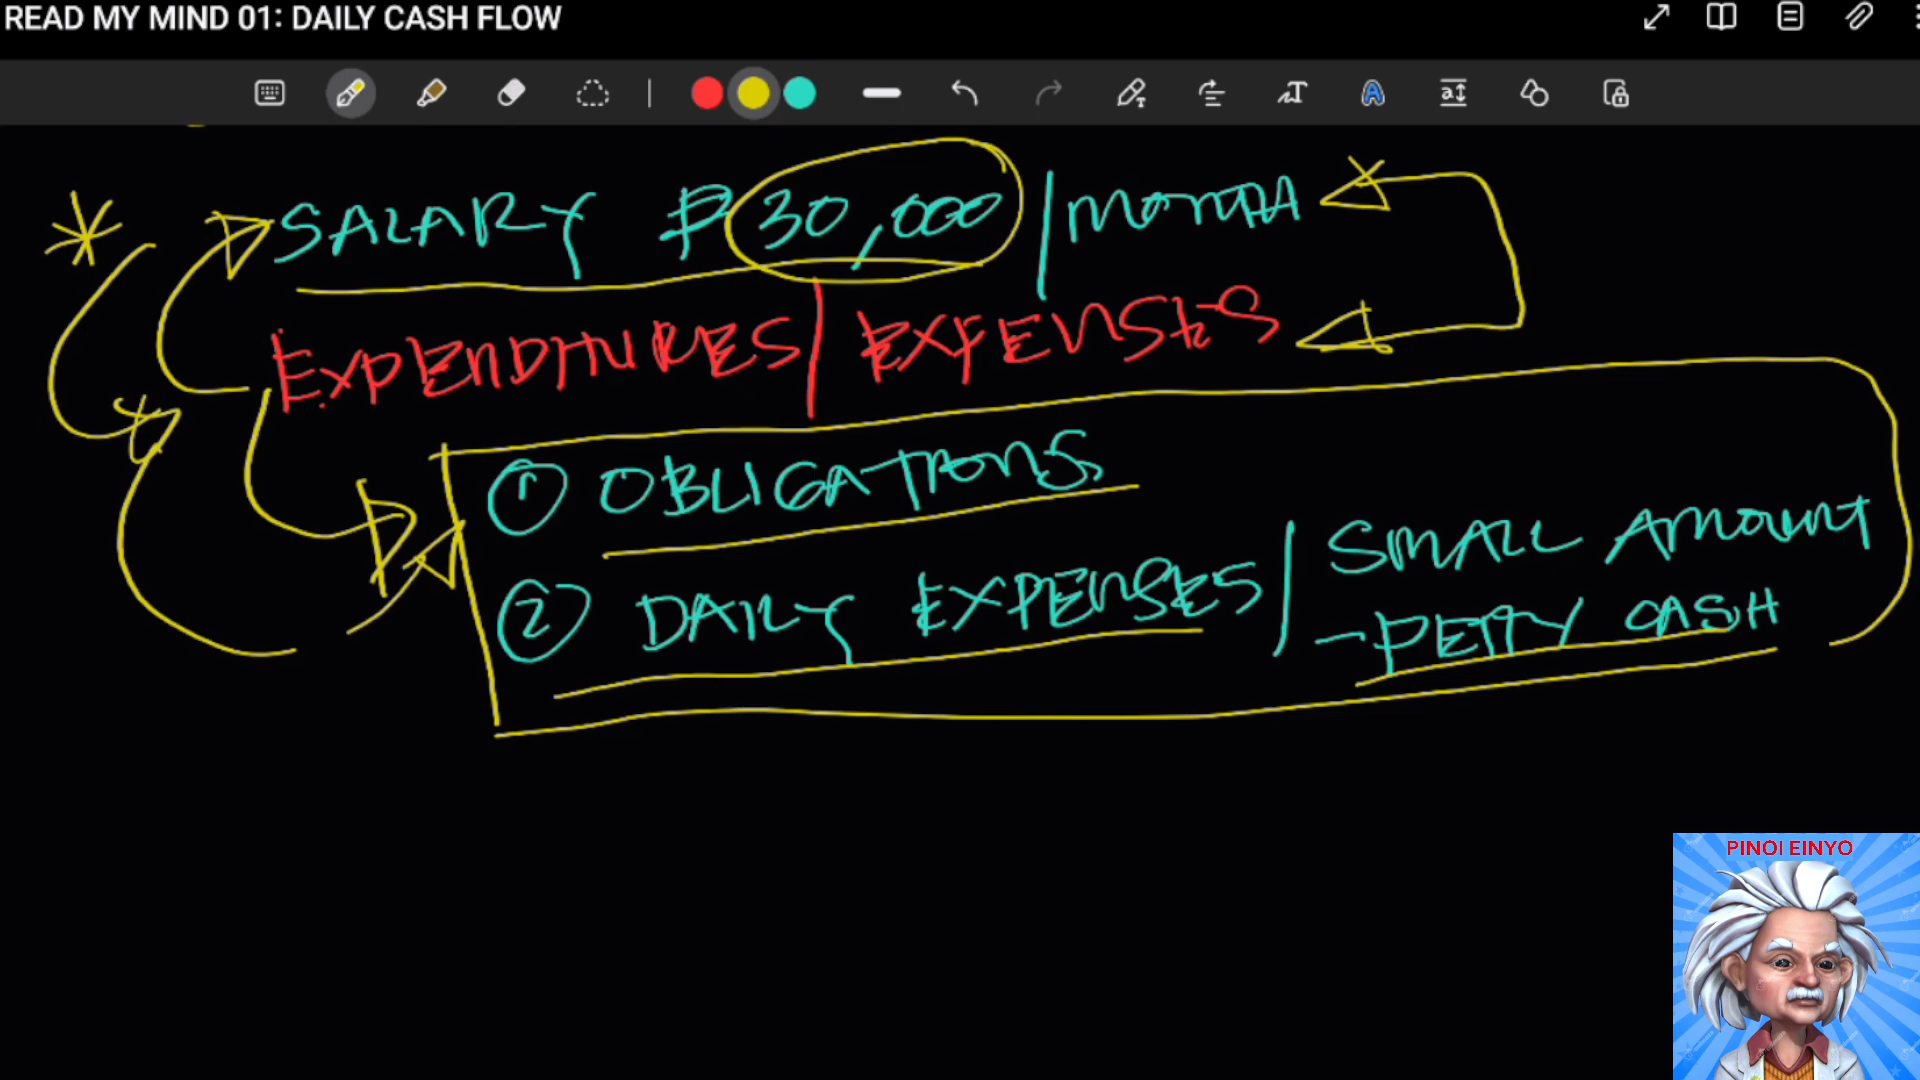 READ MY MIND 01: DAILY CASH FLOW
SALARY ₱30,000 / MONTH
EXPENDITURES / EXPENSES
① OBLIGATIONS
② DAILY EXPENSES / SMALL AMOUNT
- PETTY CASH
PINOI EINYO